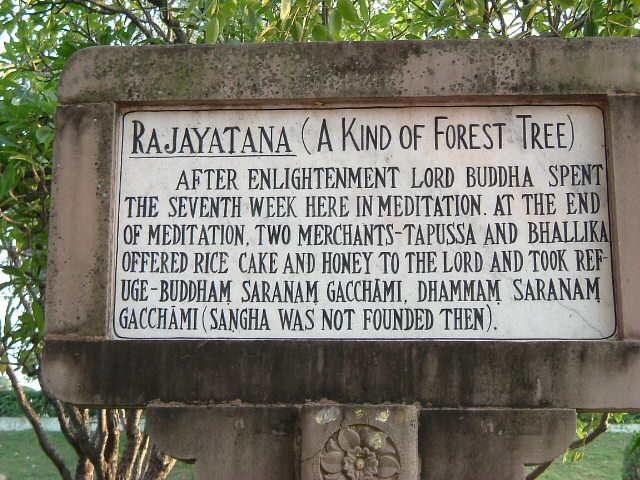 RAJAYATANA (A KIND OF FOREST TREE)
AFTER ENLIGHTENMENT LORD BUDDHA SPENT
THE SEVENTH WEEK HERE IN MEDITATION. AT THE END
OF MEDITATION, TWO MERCHANTS-TAPUSSA AND BHALLIKA
OFFERED RICE CAKE AND HONEY TO THE LORD AND TOOK REF-
UGE-BUDDHAṂ SARANAṂ GACCHĀMI, DHAMMAṂ SARANAṂ
GACCHĀMI (SAṄGHA WAS NOT FOUNDED THEN).